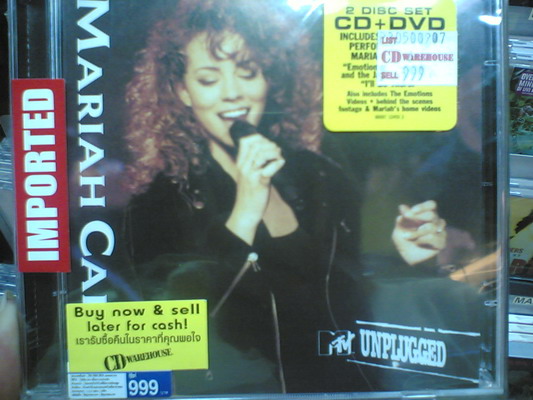 2 DISC SET
CD+DVD
INCLUDES
PERFO
MARIA
LIST
CD WAREHOUSE
SELL 999
"Emotion
and the
"I'll
Also includes The Emotions
Videos • behind the scenes
footage & Mariah's home videos
MARIAH CA
IMPORTED
Buy now & sell
later for cash!
เรารับซื้อคืนในราคาที่คุณพอใจ
CD WAREHOUSE
999
MTV UNPLUGGED